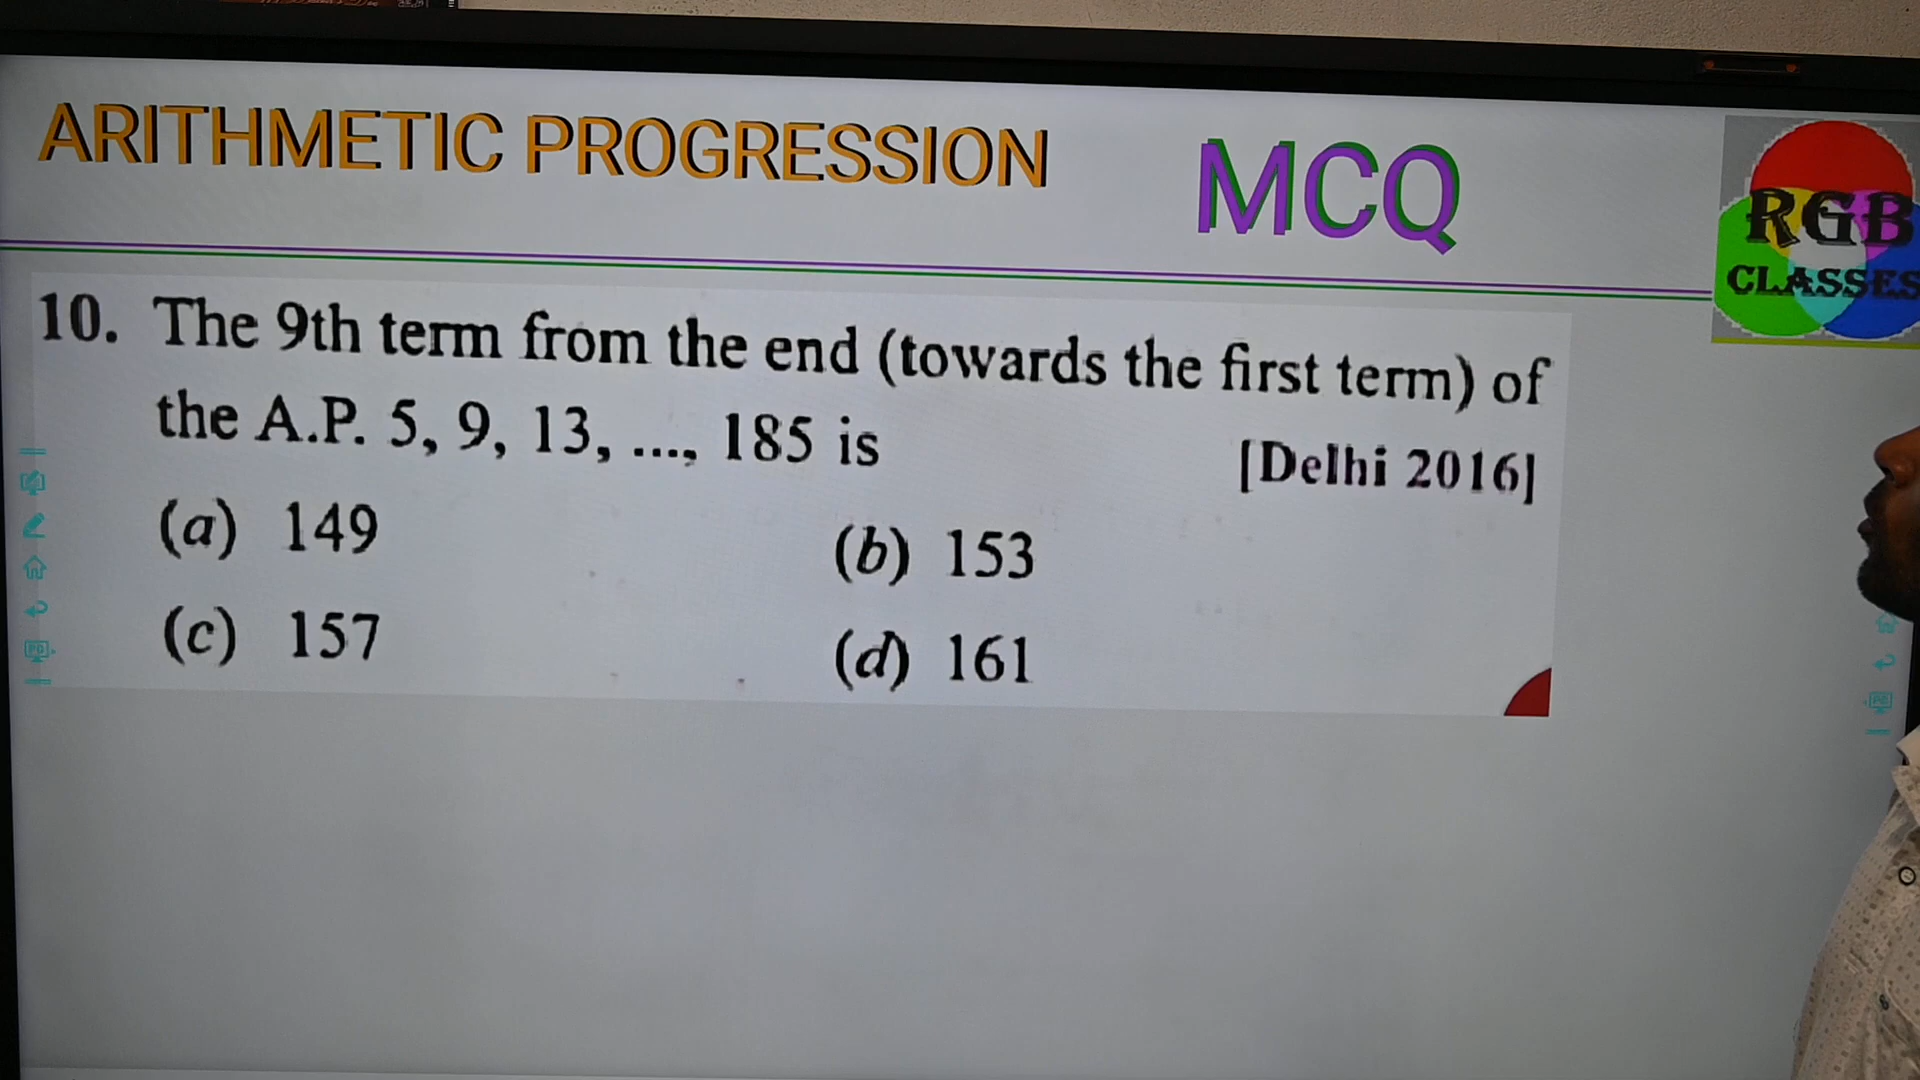 ARITHMETIC PROGRESSION MCQ
RGB
CLASSES
10. The 9th term from the end (towards the first term) of
the A.P. 5, 9, 13, ..., 185 is
[Delhi 2016]
(a) 149 (b) 153
(c) 157 (d) 161